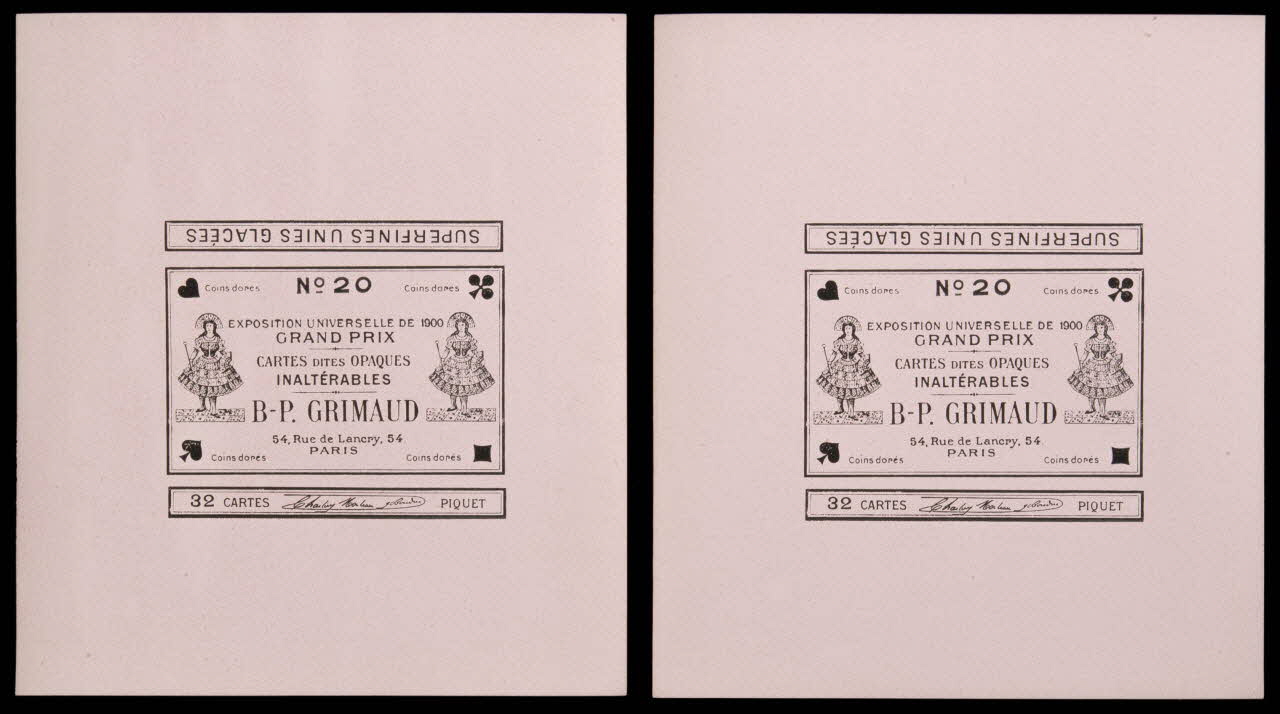 SUPERFINES UNIES GLACÉES
Coins dorés Nº 20 Coins dorés
EXPOSITION UNIVERSELLE DE 1900
GRAND PRIX
CARTES DITES OPAQUES
INALTÉRABLES
B-P. GRIMAUD
54, Rue de Lancry, 54
PARIS
Coins dorés Coins dorés
32 CARTES PIQUET
SUPERFINES UNIES GLACÉES
Coins dorés Nº 20 Coins dorés
EXPOSITION UNIVERSELLE DE 1900
GRAND PRIX
CARTES DITES OPAQUES
INALTÉRABLES
B-P. GRIMAUD
54, Rue de Lancry, 54
PARIS
Coins dorés Coins dorés
32 CARTES PIQUET